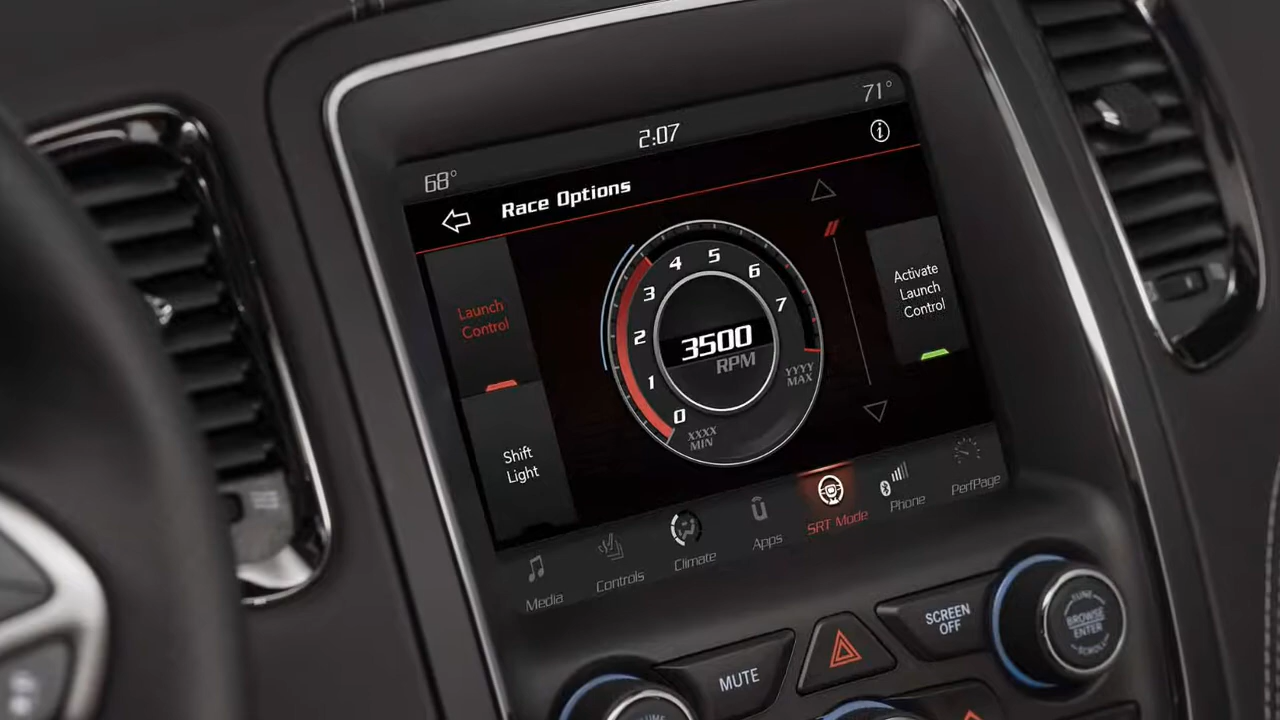 71°
2:07
68°
Race Options
Launch
Control
Shift
Light
0
1
2
3
4
5
6
7
3500
RPM
XXXX
MIN
YYYY
MAX
Activate
Launch
Control
Media
Controls
Climate
Apps
SRT Mode
Phone
PerfPage
SCREEN
OFF
MUTE
TUNE
BROWSE
ENTER
SCROLL
VOLUME